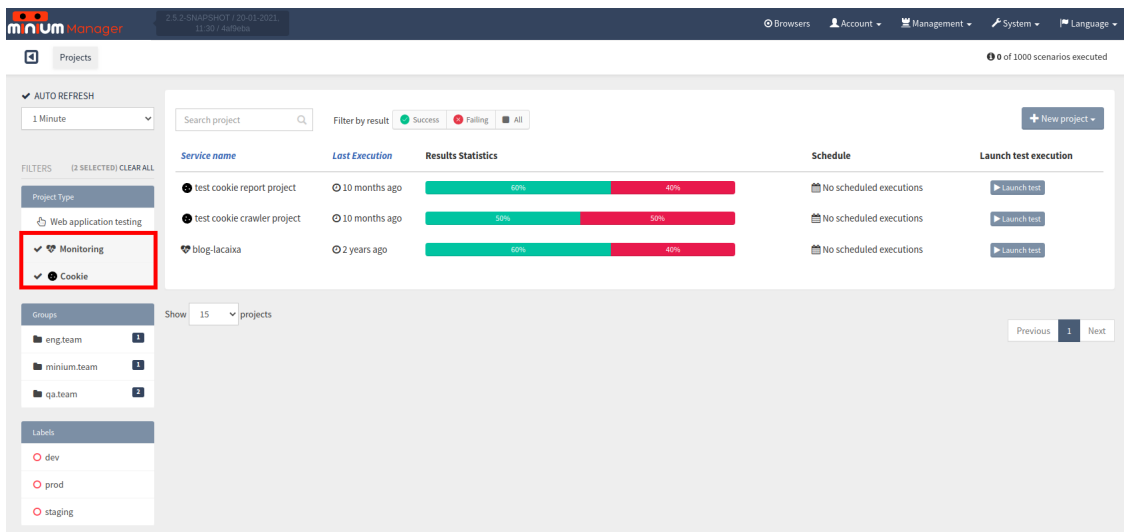 minium Manager
2.5.2-SNAPSHOT / 20-01-2021
11:30 / 4af9eba
Browsers Account Management System Language
Projects
0 of 1000 scenarios executed
AUTO REFRESH
1 Minute
Search project
Filter by result Success Failing All
New project
FILTERS (2 SELECTED) CLEAR ALL
Service name Last Execution Results Statistics Schedule Launch test execution
Project Type
Web application testing
Monitoring
Cookie
test cookie report project 10 months ago 60% 40% No scheduled executions Launch test
test cookie crawler project 10 months ago 50% 50% No scheduled executions Launch test
blog-lacaixa 2 years ago 60% 40% No scheduled executions Launch test
Groups
eng.team 1
minium.team 1
qa.team 2
Show 15 projects
Previous 1 Next
Labels
dev
prod
staging